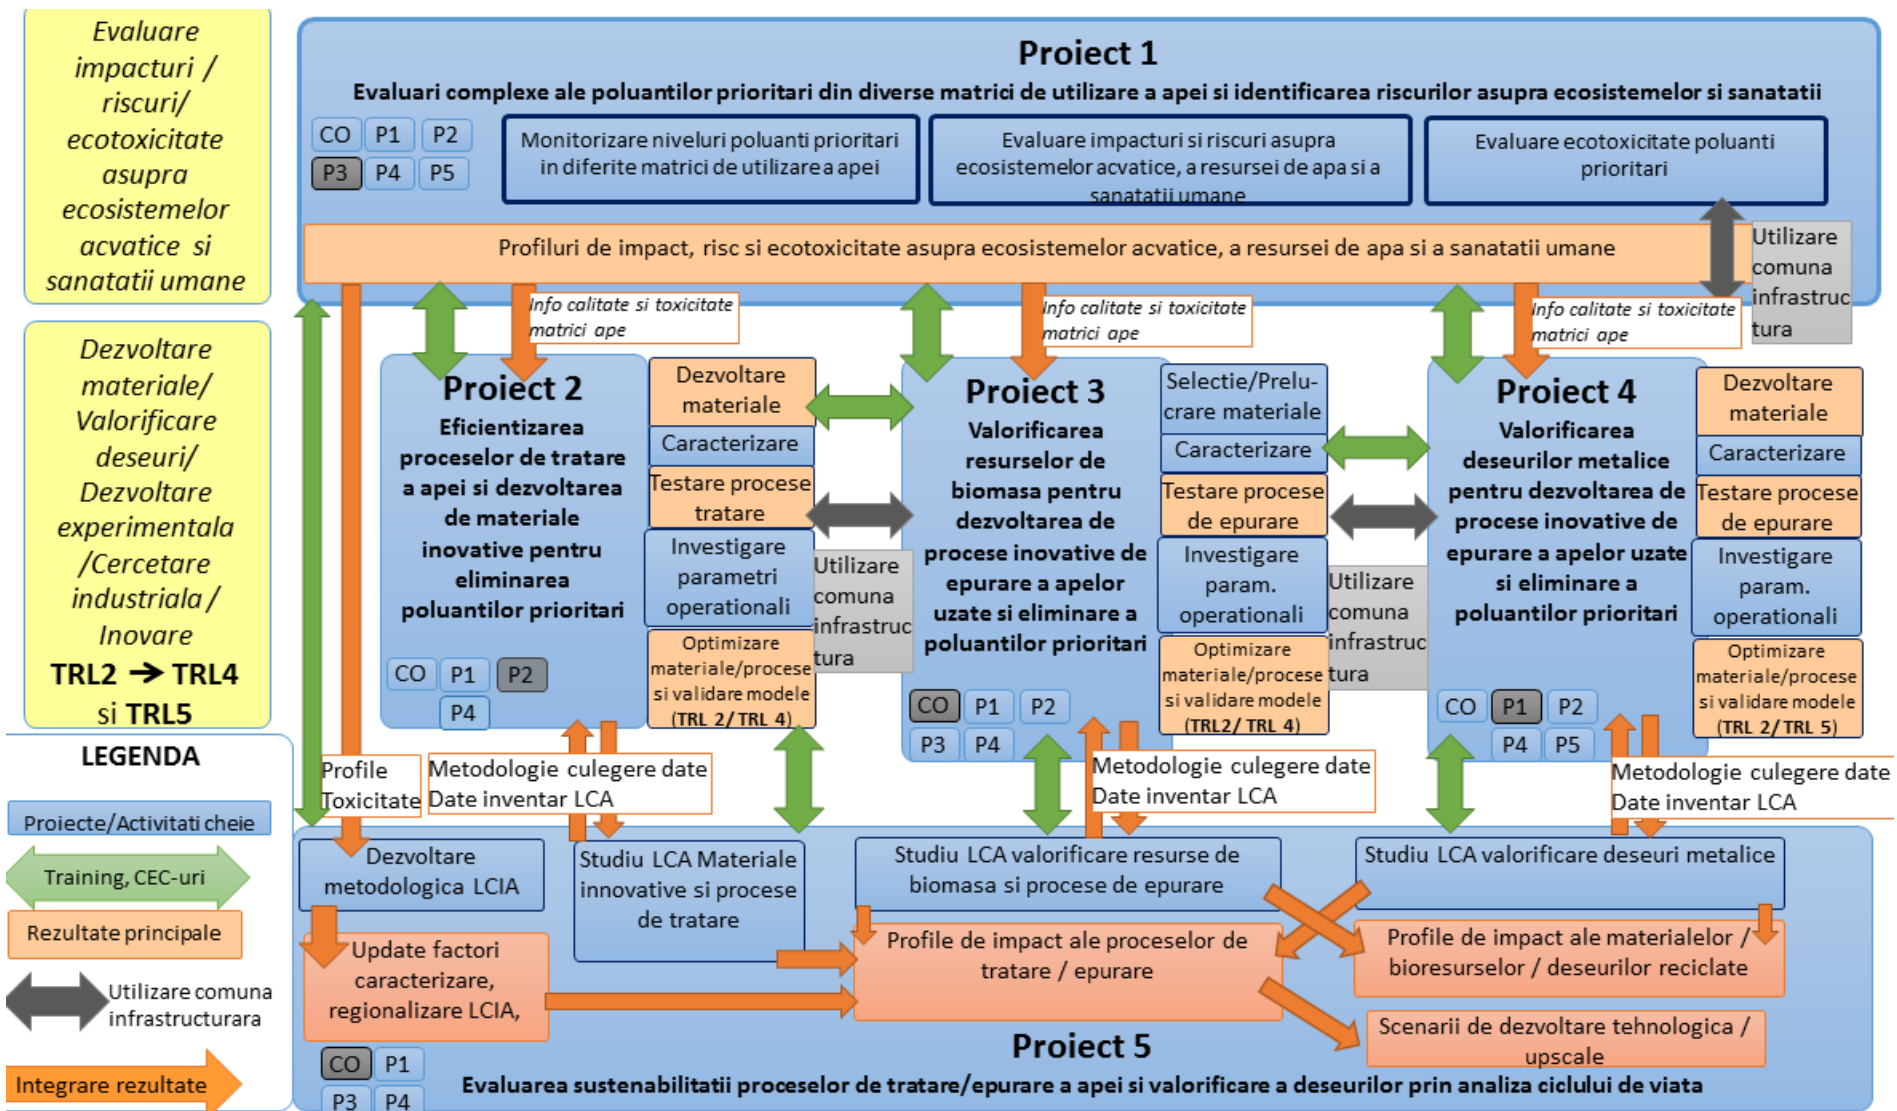 Evaluare
impacturi /
riscuri/
ecotoxicitate
asupra
ecosistemelor
acvatice si
sanatatii umane
Dezvoltare
materiale/
Valorificare
deseuri/
Dezvoltare
experimentala
/Cercetare
industriala /
Inovare
TRL2 → TRL4
si TRL5
LEGENDA
Proiecte/Activitati cheie
Training, CEC-uri
Rezultate principale
Utilizare comuna
infrastructurara
Integrare rezultate
Proiect 1
Evaluari complexe ale poluantilor prioritari din diverse matrici de utilizare a apei si identificarea riscurilor asupra ecosistemelor si sanatatii
CO P1 P2
P3 P4 P5
Monitorizare niveluri poluanti prioritari
in diferite matrici de utilizare a apei
Evaluare impacturi si riscuri asupra
ecosistemelor acvatice, a resursei de apa si a
sanatatii umane
Evaluare ecotoxicitate poluanti
prioritari
Profiluri de impact, risc si ecotoxicitate asupra ecosistemelor acvatice, a resursei de apa si a sanatatii umane
Utilizare
comuna
infrastruc
tura
Info calitate si toxicitate
matrici ape
Info calitate si toxicitate
matrici ape
Info calitate si toxicitate
matrici ape
Proiect 2
Eficientizarea
proceselor de tratare
a apei si dezvoltarea
de materiale
inovative pentru
eliminarea
poluantilor prioritari
CO P1 P2
P4
Dezvoltare
materiale
Caracterizare
Testare procese
tratare
Investigare
parametri
operationali
Optimizare
materiale/procese
si validare modele
(TRL 2/ TRL 4)
Utilizare
comuna
infrastruc
tura
Proiect 3
Valorificarea
resurselor de
biomasa pentru
dezvoltarea de
procese inovative de
epurare a apelor
uzate si eliminare a
poluantilor prioritari
CO P1 P2
P3 P4
Selectie/Prelu-
crare materiale
Caracterizare
Testare procese
de epurare
Investigare
param.
operationali
Optimizare
materiale/procese
si validare modele
(TRL2/ TRL 4)
Utilizare
comuna
infrastruc
tura
Proiect 4
Valorificarea
deseurilor metalice
pentru dezvoltarea de
procese inovative de
epurare a apelor uzate
si eliminare a
poluantilor prioritari
CO P1 P2
P4 P5
Dezvoltare
materiale
Caracterizare
Testare procese
de epurare
Investigare
param.
operationali
Optimizare
materiale/procese
si validare modele
(TRL 2/ TRL 5)
Profile
Toxicitate
Metodologie culegere date
Date inventar LCA
Metodologie culegere date
Date inventar LCA
Metodologie culegere date
Date inventar LCA
Dezvoltare
metodologica LCIA
Studiu LCA Materiale
innovative si procese
de tratare
Studiu LCA valorificare resurse de
biomasa si procese de epurare
Studiu LCA valorificare deseuri metalice
Update factori
caracterizare,
regionalizare LCIA,
Profile de impact ale proceselor de
tratare / epurare
Profile de impact ale materialelor /
bioresurselor / deseurilor reciclate
Scenarii de dezvoltare tehnologica /
upscale
CO P1
P3 P4
Proiect 5
Evaluarea sustenabilitatii proceselor de tratare/epurare a apei si valorificare a deseurilor prin analiza ciclului de viata